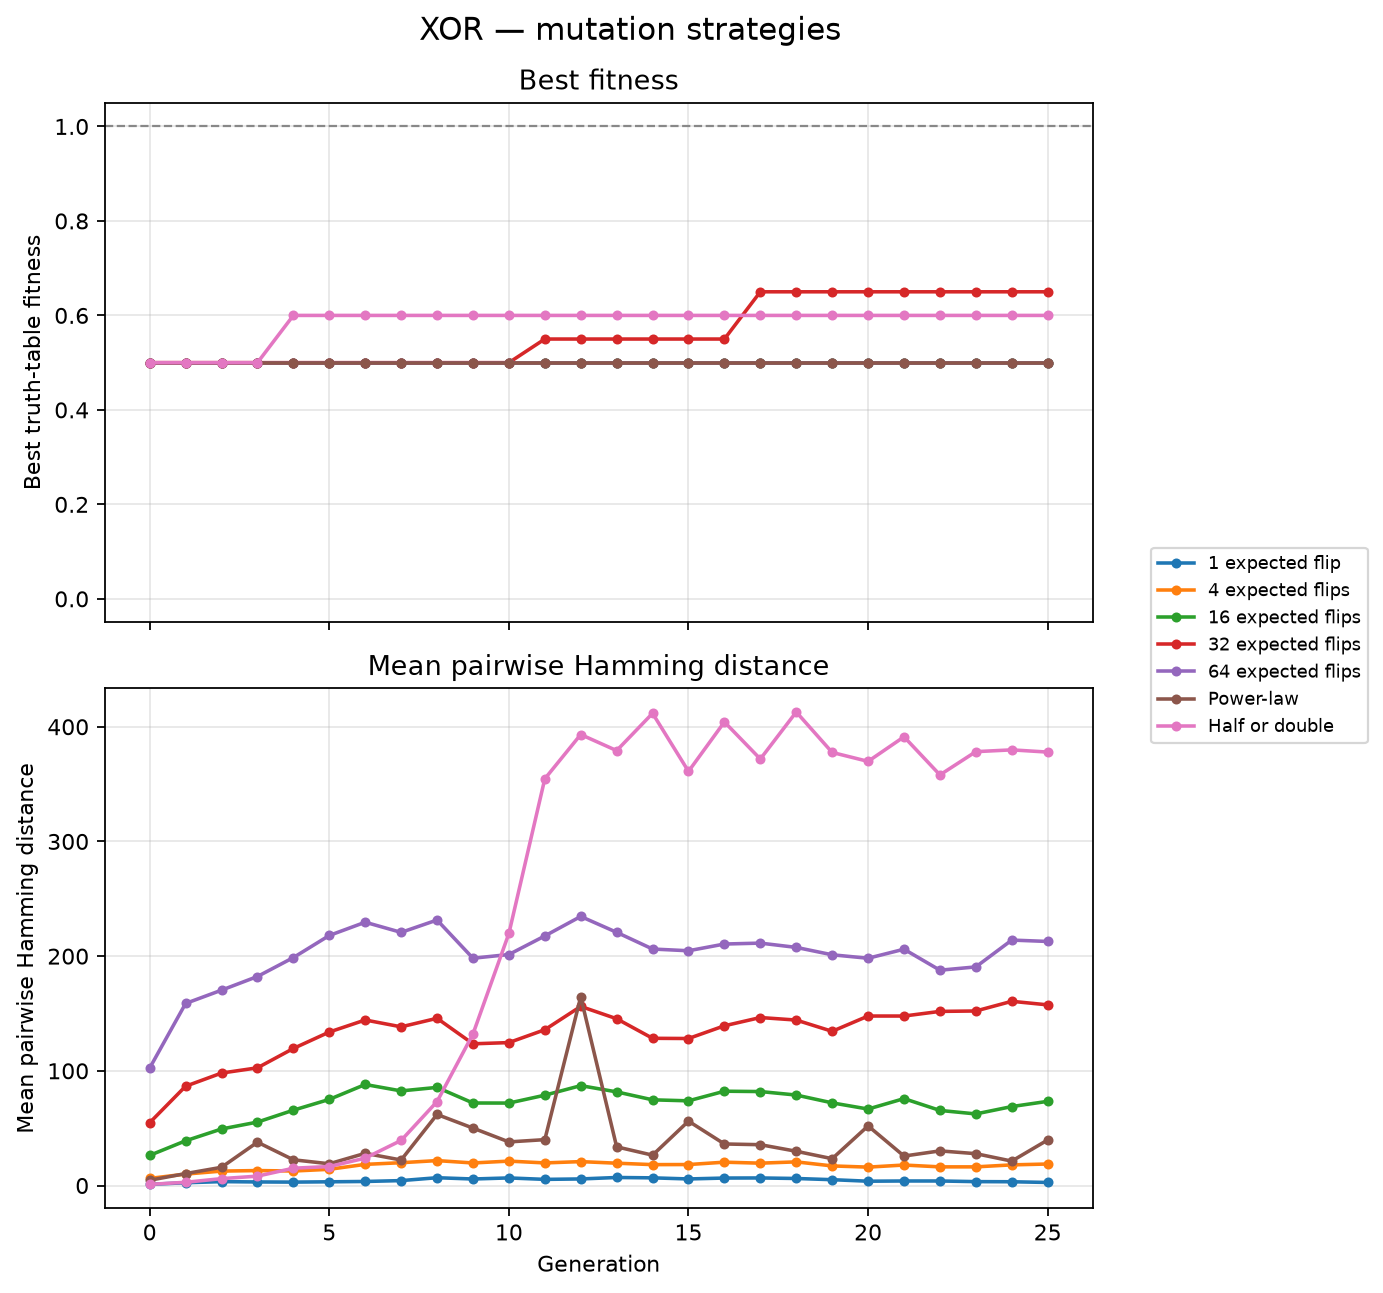 XOR — mutation strategies
Best fitness
1.0
0.8
0.6
0.4
0.2
0.0
Best truth-table fitness
1 expected flip
4 expected flips
16 expected flips
32 expected flips
64 expected flips
Power-law
Half or double
Mean pairwise Hamming distance
400
300
200
100
0
Mean pairwise Hamming distance
0 5 10 15 20 25
Generation